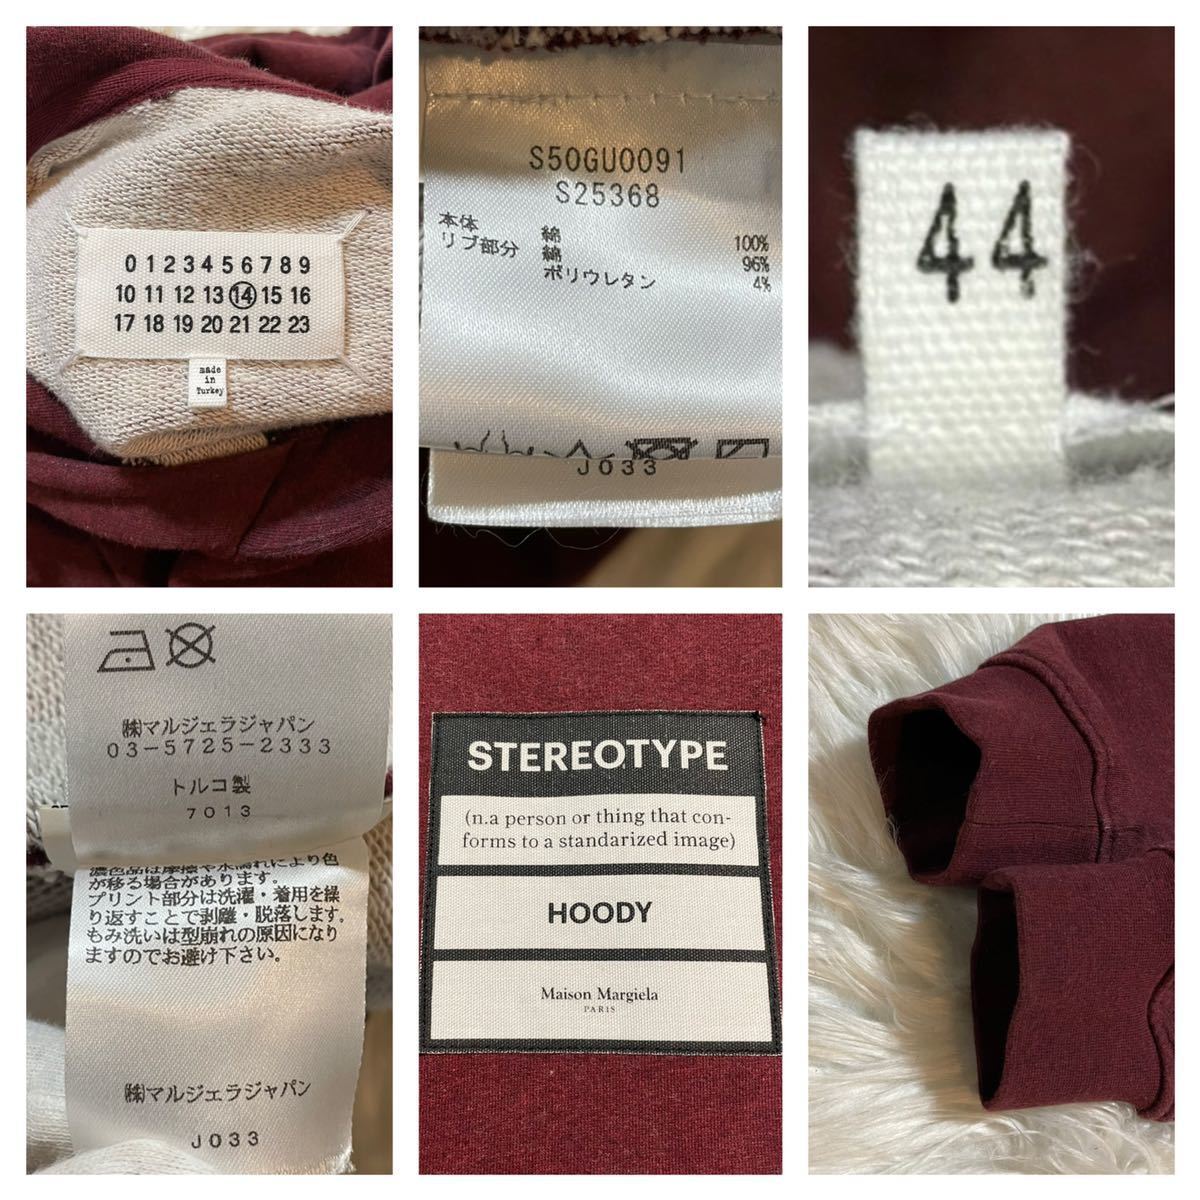 0 1 2 3 4 5 6 7 8 9
10 11 12 13 14 15 16
17 18 19 20 21 22 23
made
in
Turkey
S50GU0091
S25368
本体 綿 100%
リブ部分 綿 96%
ポリウレタン 4%
J033
44
㈱マルジェラジャパン
03-5725-2333
トルコ製
7013
濃色品は摩擦や水濡れにより色
が移る場合があります。
プリント部分は洗濯・着用を繰
り返すことで剥離・脱落します。
もみ洗いは型崩れの原因になり
ますのでお避け下さい。
㈱マルジェラジャパン
J033
STEREOTYPE
(n.a person or thing that con-
forms to a standarized image)
HOODY
Maison Margiela
PARIS